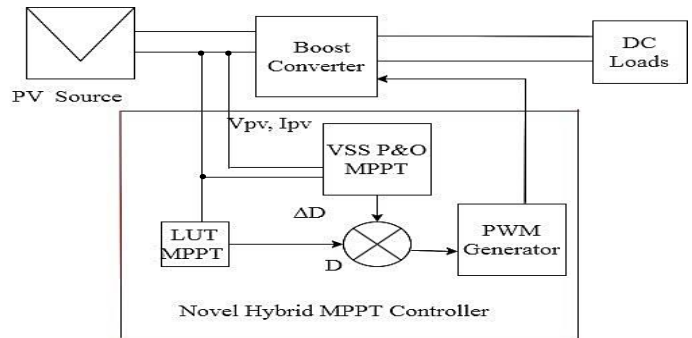 Boost
Converter
DC
Loads
PV Source
Vpv, Ipv
VSS P&O
MPPT
ΔD
LUT
MPPT
D
PWM
Generator
Novel Hybrid MPPT Controller